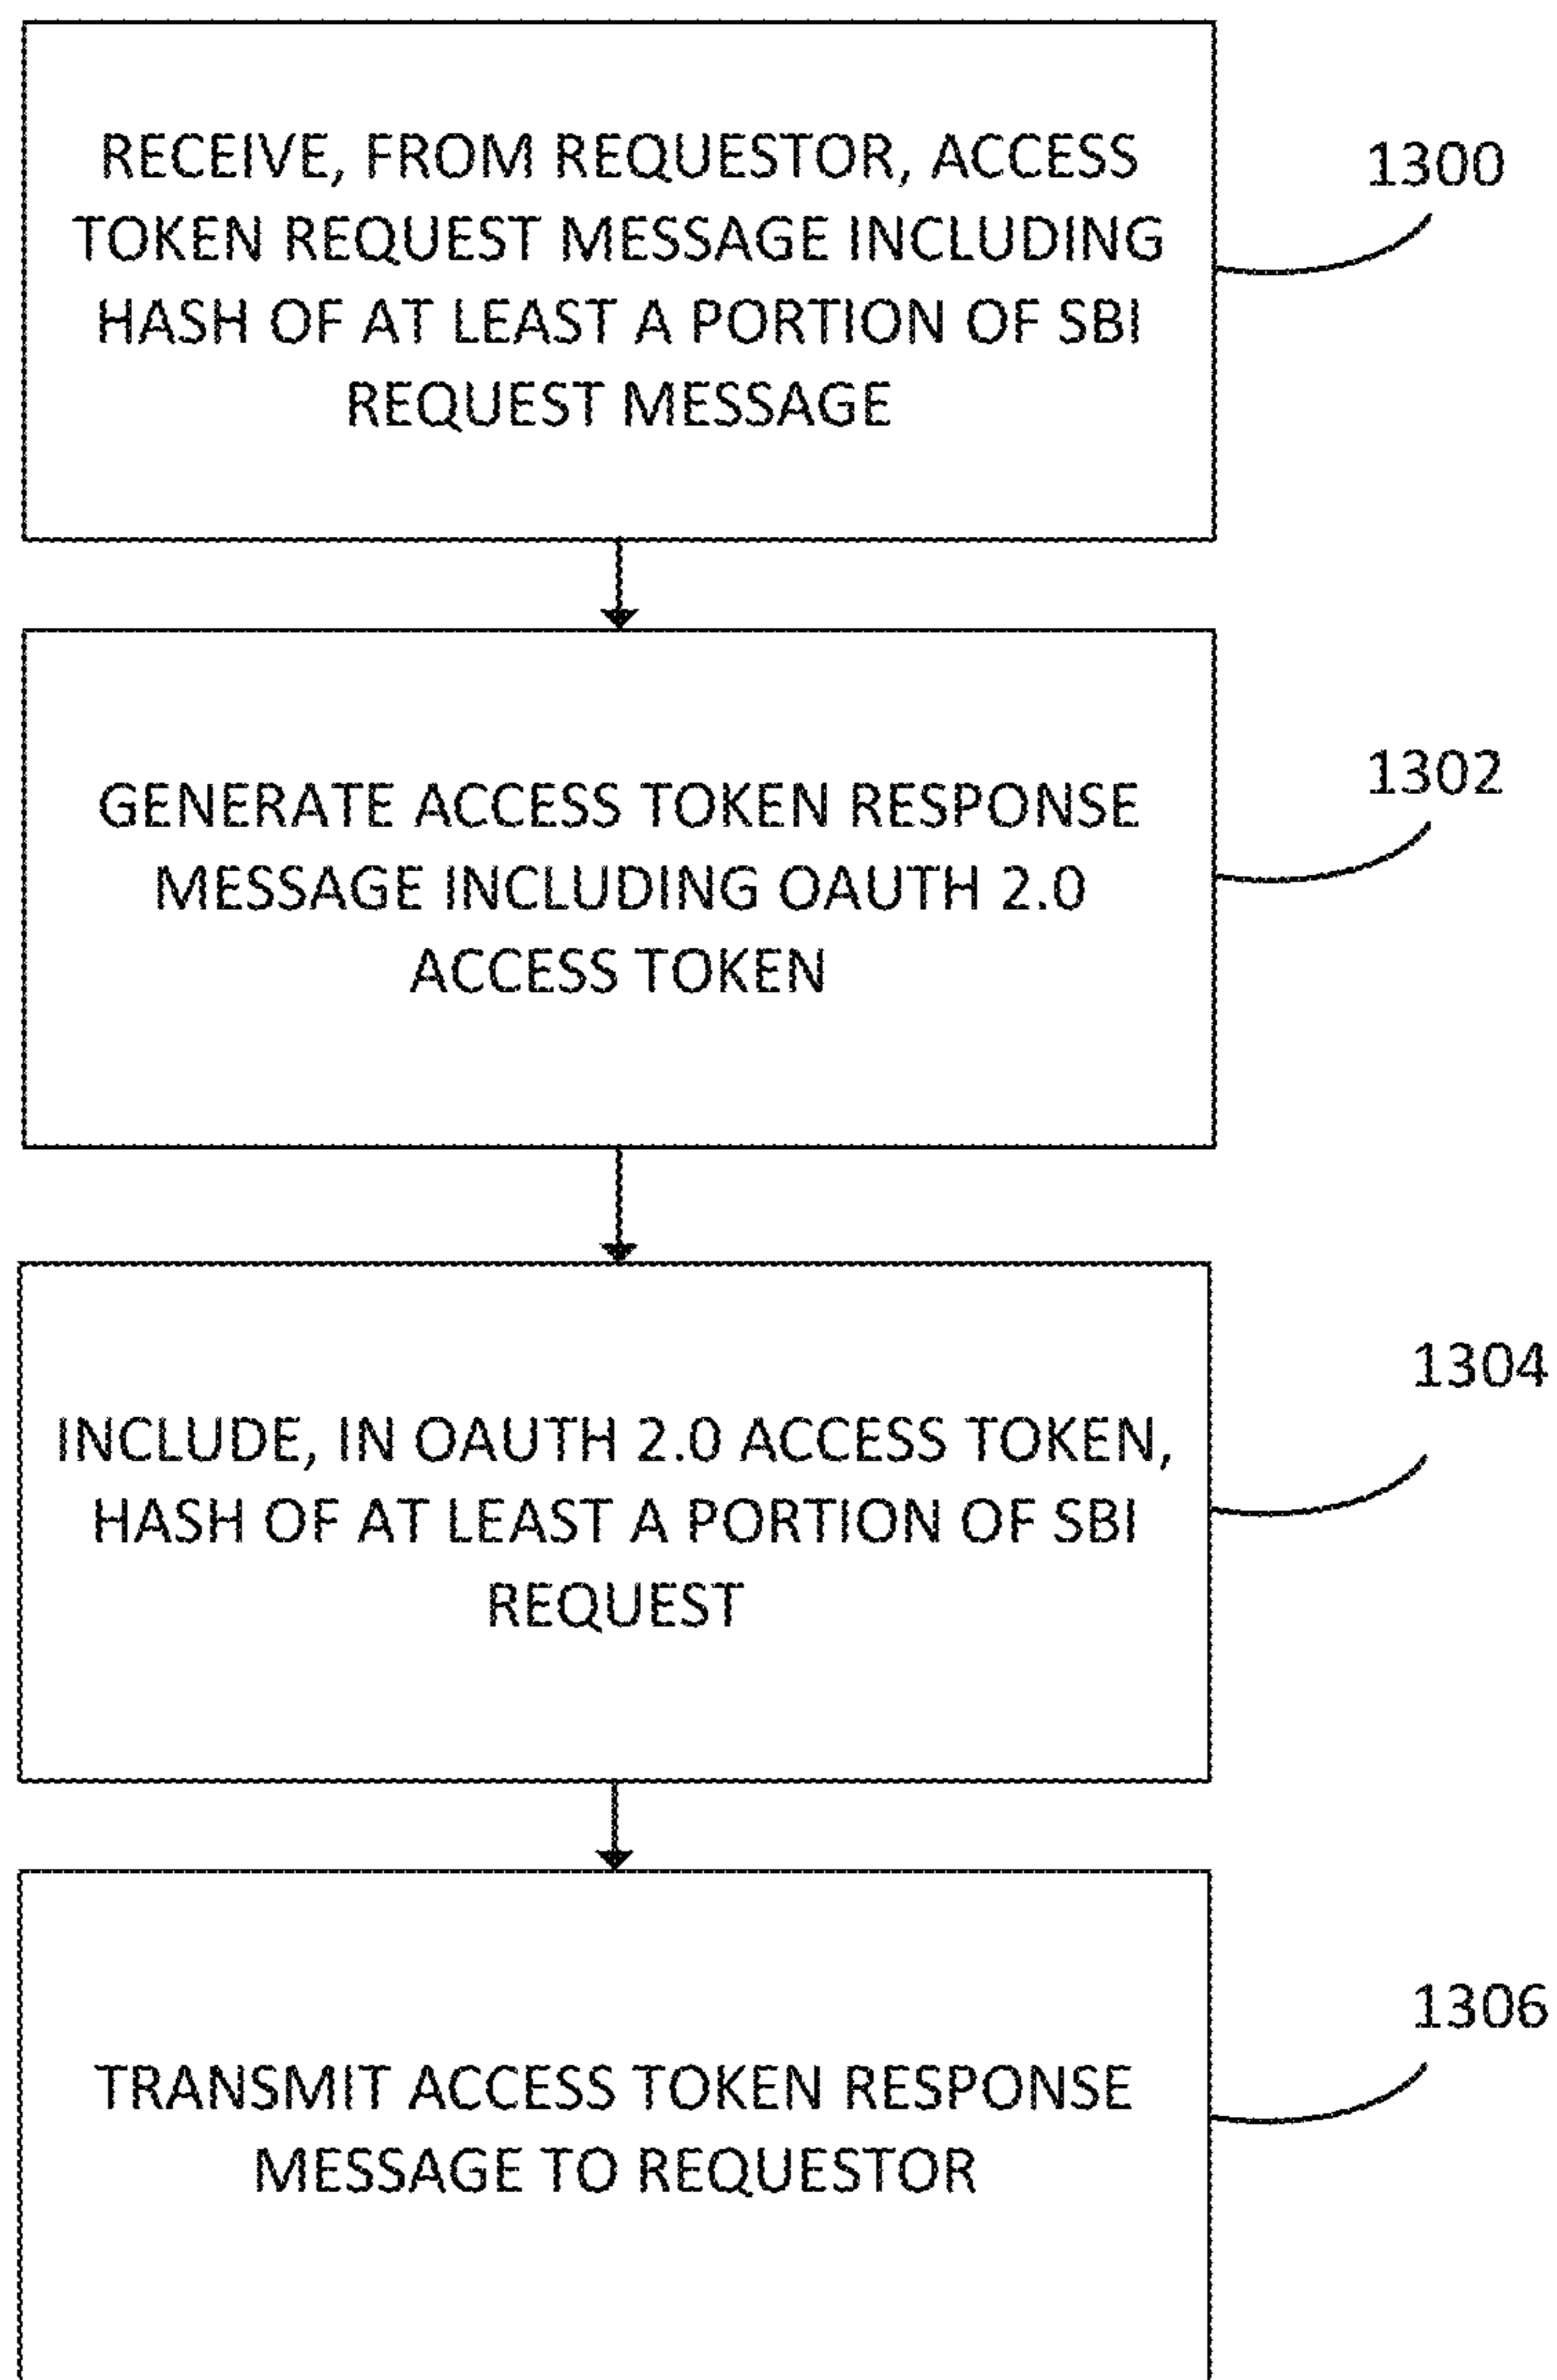 RECEIVE, FROM REQUESTOR, ACCESS
TOKEN REQUEST MESSAGE INCLUDING
HASH OF AT LEAST A PORTION OF SBI
REQUEST MESSAGE
1300
GENERATE ACCESS TOKEN RESPONSE
MESSAGE INCLUDING OAUTH 2.0
ACCESS TOKEN
1302
INCLUDE, IN OAUTH 2.0 ACCESS TOKEN,
HASH OF AT LEAST A PORTION OF SBI
REQUEST
1304
TRANSMIT ACCESS TOKEN RESPONSE
MESSAGE TO REQUESTOR
1306